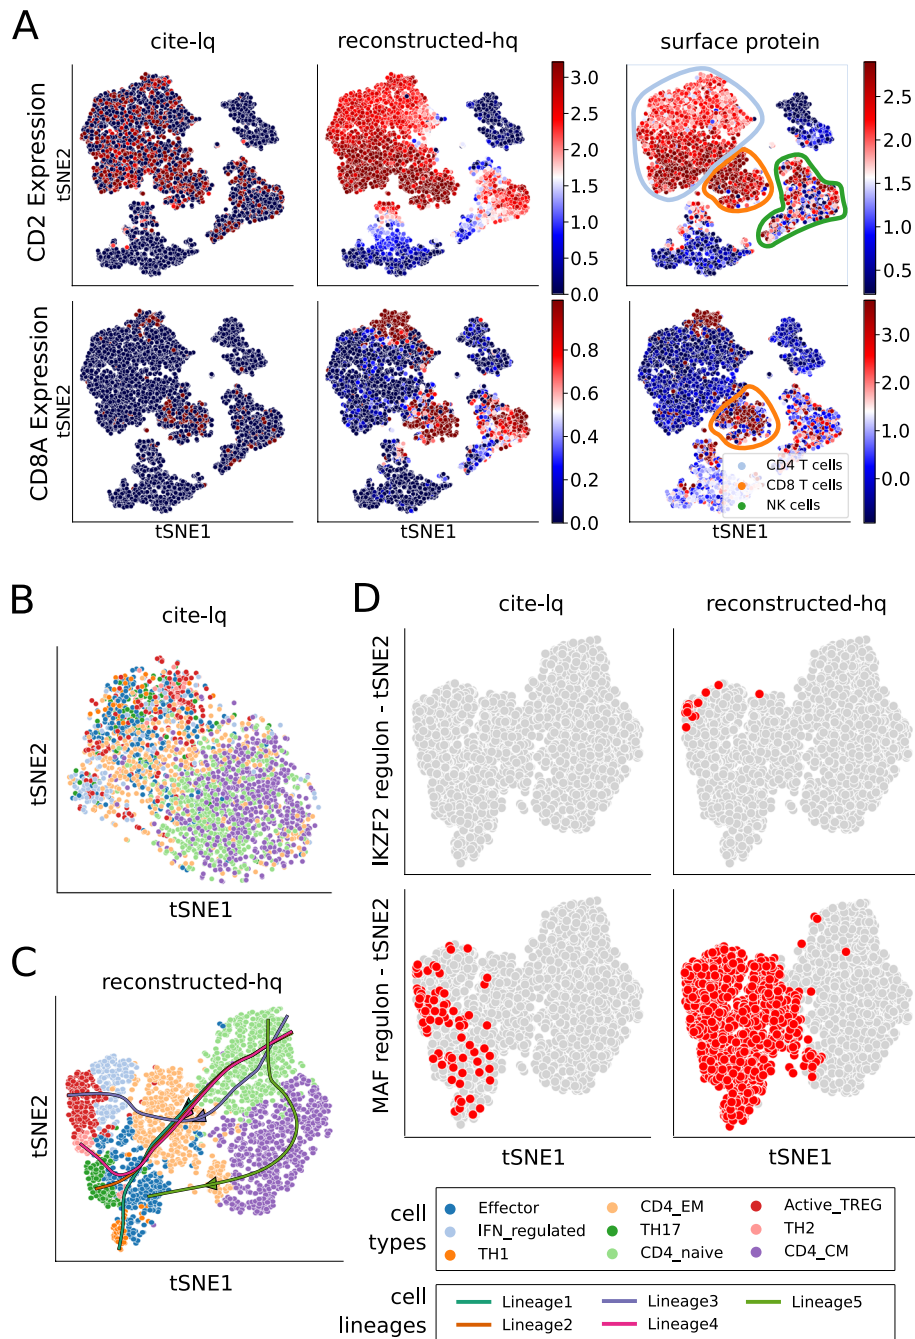 A
cite-lq
reconstructed-hq
surface protein
CD2 Expression
tSNE2
3.0
2.5
2.0
1.5
1.0
0.5
0.0
2.5
2.0
1.5
1.0
0.5
CD8A Expression
tSNE2
0.8
0.6
0.4
0.2
0.0
3.0
2.0
1.0
0.0
CD4 T cells
CD8 T cells
NK cells
tSNE1
tSNE1
tSNE1
B
cite-lq
tSNE2
tSNE1
C
reconstructed-hq
tSNE2
tSNE1
D
cite-lq
reconstructed-hq
IKZF2 regulon - tSNE2
MAF regulon - tSNE2
tSNE1
tSNE1
cell types
Effector
CD4_EM
Active_TREG
IFN_regulated
TH17
TH2
TH1
CD4_naive
CD4_CM
cell lineages
Lineage1
Lineage3
Lineage5
Lineage2
Lineage4